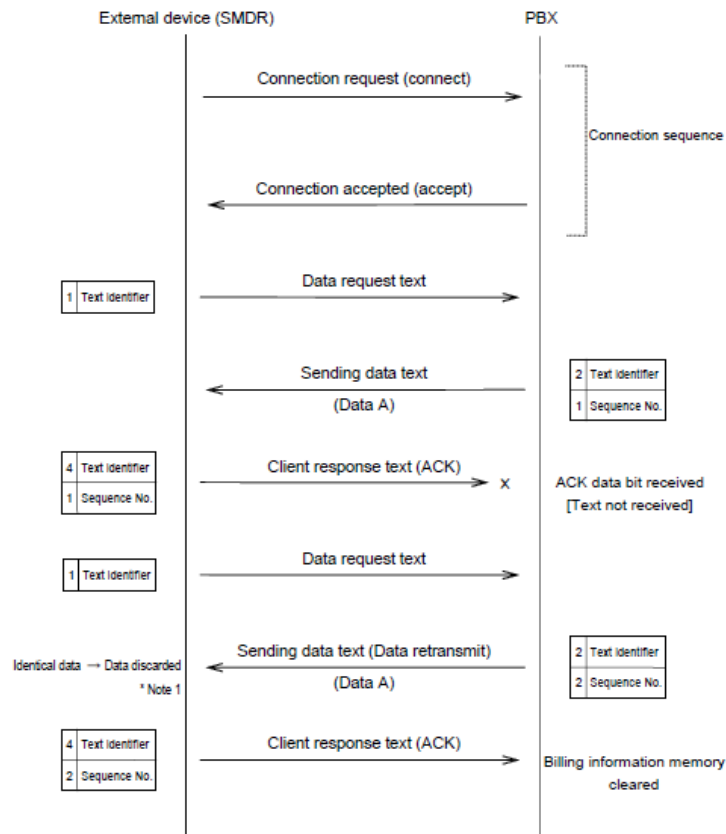 External device (SMDR)
PBX
Connection request (connect)
Connection sequence
Connection accepted (accept)
Data request text
1 Text Identifier
Sending data text
(Data A)
2 Text Identifier
1 Sequence No.
4 Text Identifier
1 Sequence No.
Client response text (ACK)
x
ACK data bit received
[Text not received]
Data request text
1 Text Identifier
Sending data text (Data retransmit)
(Data A)
2 Text Identifier
2 Sequence No.
Identical data → Data discarded
* Note 1
4 Text Identifier
2 Sequence No.
Client response text (ACK)
Billing information memory
cleared